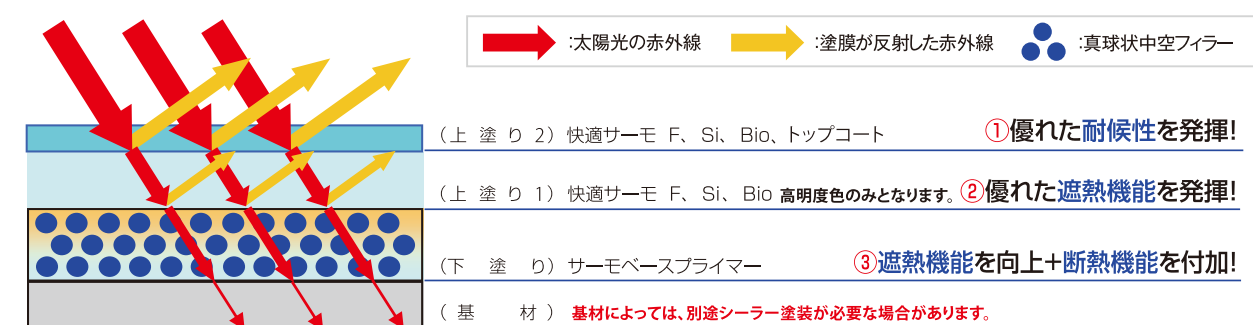 :太陽光の赤外線 :塗膜が反射した赤外線 :真球状中空フィラー
（上 塗 り 2）快適サーモ F、 Si、 Bio、トップコート ①優れた耐候性を発揮!
（上 塗 り 1）快適サーモ F、 Si、 Bio 高明度色のみとなります。 ②優れた遮熱機能を発揮!
（下 塗 り）サーモベースプライマー ③遮熱機能を向上+断熱機能を付加!
（ 基 材 ） 基材によっては、別途シーラー塗装が必要な場合があります。